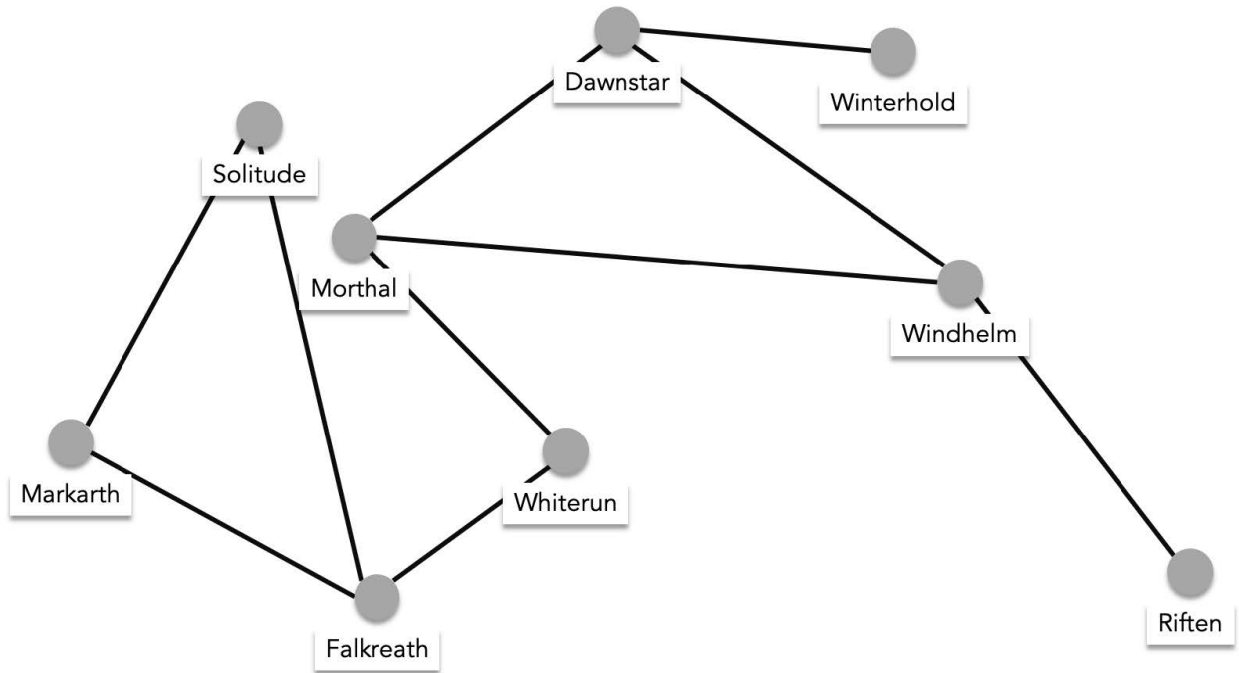 Dawnstar
Winterhold
Solitude
Morthal
Windhelm
Markarth
Whiterun
Riften
Falkreath